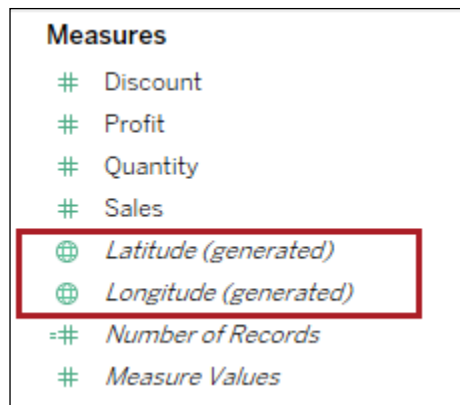 Measures
# Discount
# Profit
# Quantity
# Sales
Latitude (generated)
Longitude (generated)
=# Number of Records
# Measure Values